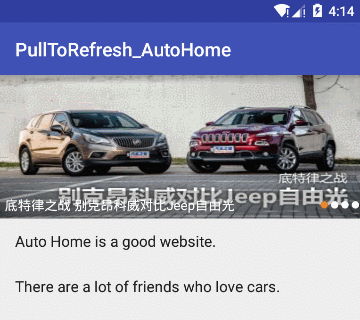 4:14
PullToRefresh_AutoHome
底特律之战
别克昂科威对比Jeep自由光
底特律之战 别克昂科威对比Jeep自由光
Auto Home is a good website.
There are a lot of friends who love cars.